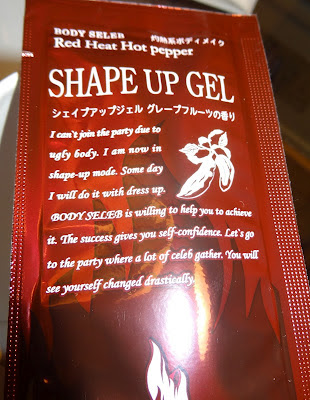 BODY SELEB 灼熱系ボディメイク
Red Heat Hot pepper
SHAPE UP GEL
シェイプアップジェル グレープフルーツの香り
I can't join the party due to
ugly body. I am now in
shape-up mode. Some day
I will do it with dress up.
BODY SELEB is willing to help you to achieve
it. The success gives you self-confidence. Let's go
to the party where a lot of celeb gather. You will
see yourself changed drastically.